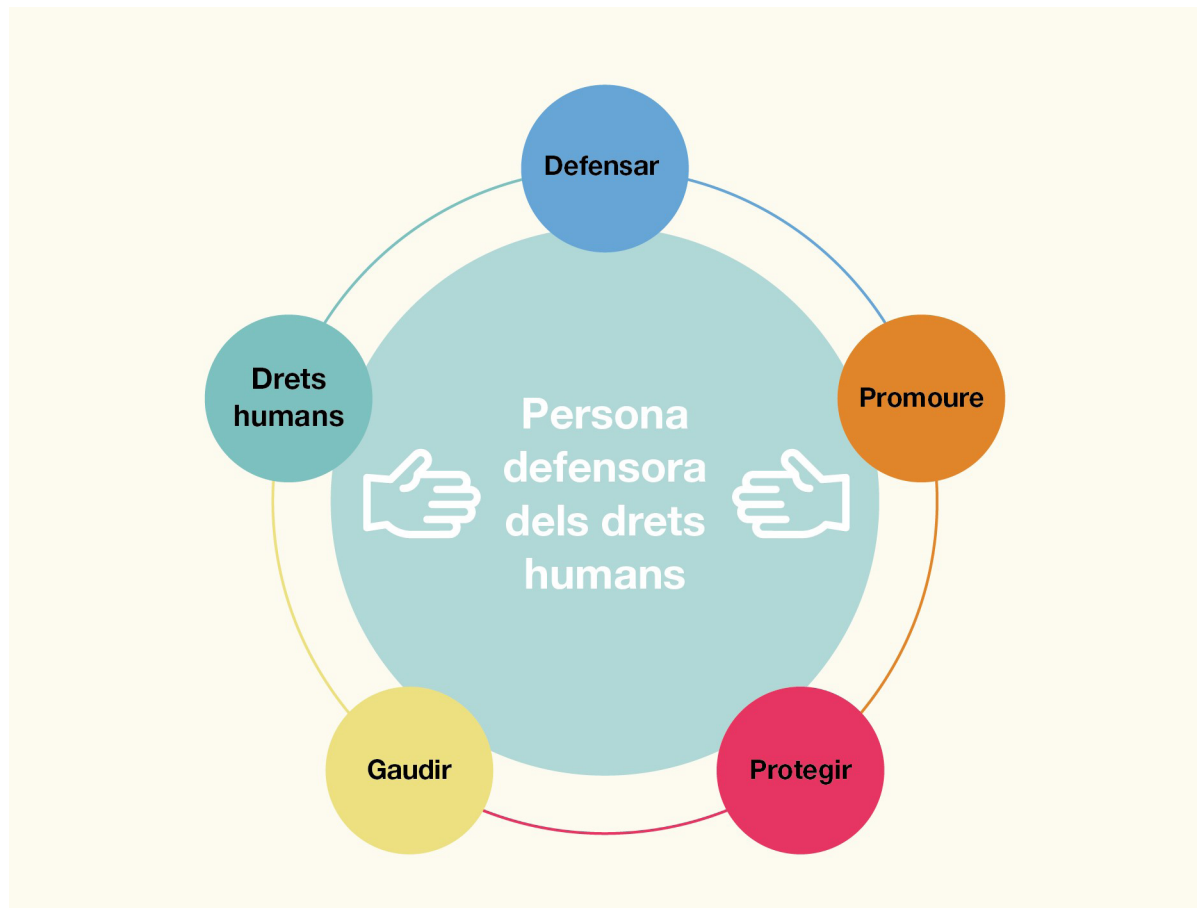 Defensar
Drets
humans
Promoure
Persona
defensora
dels drets
humans
Gaudir
Protegir